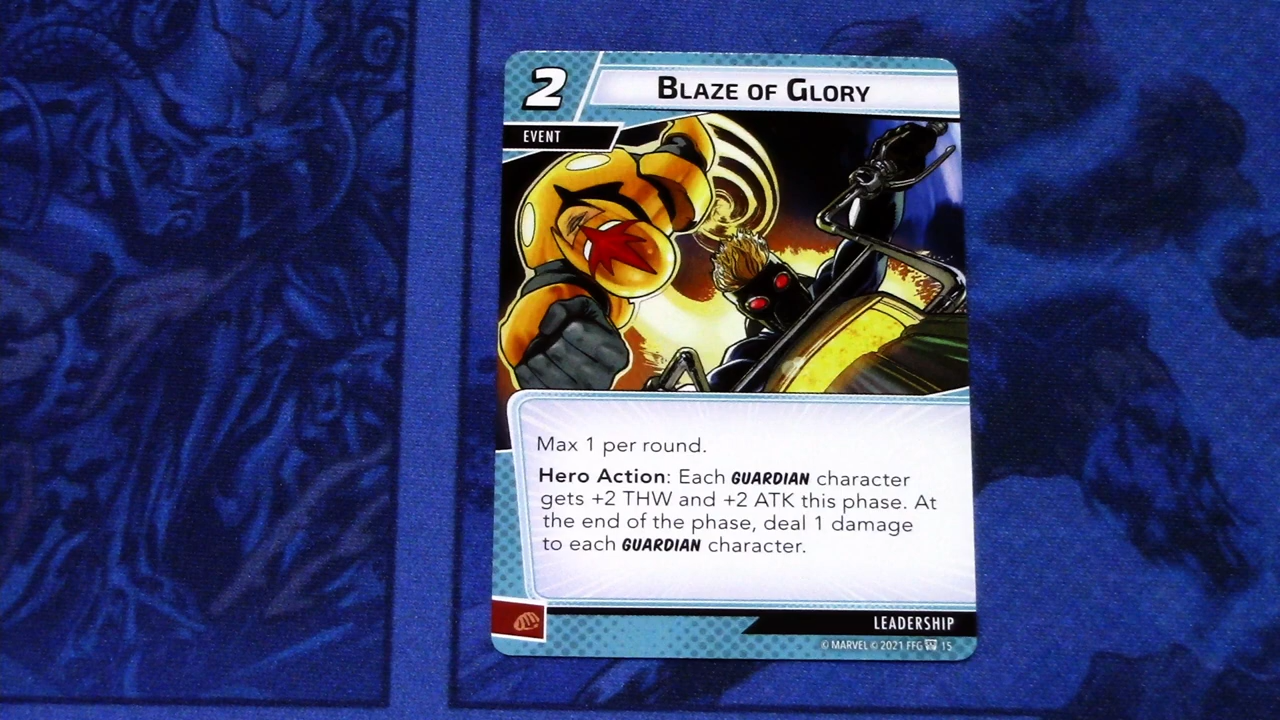 2
BLAZE OF GLORY
EVENT
Max 1 per round.
Hero Action: Each GUARDIAN character
gets +2 THW and +2 ATK this phase. At
the end of the phase, deal 1 damage
to each GUARDIAN character.
LEADERSHIP
© MARVEL © 2021 FFG 15